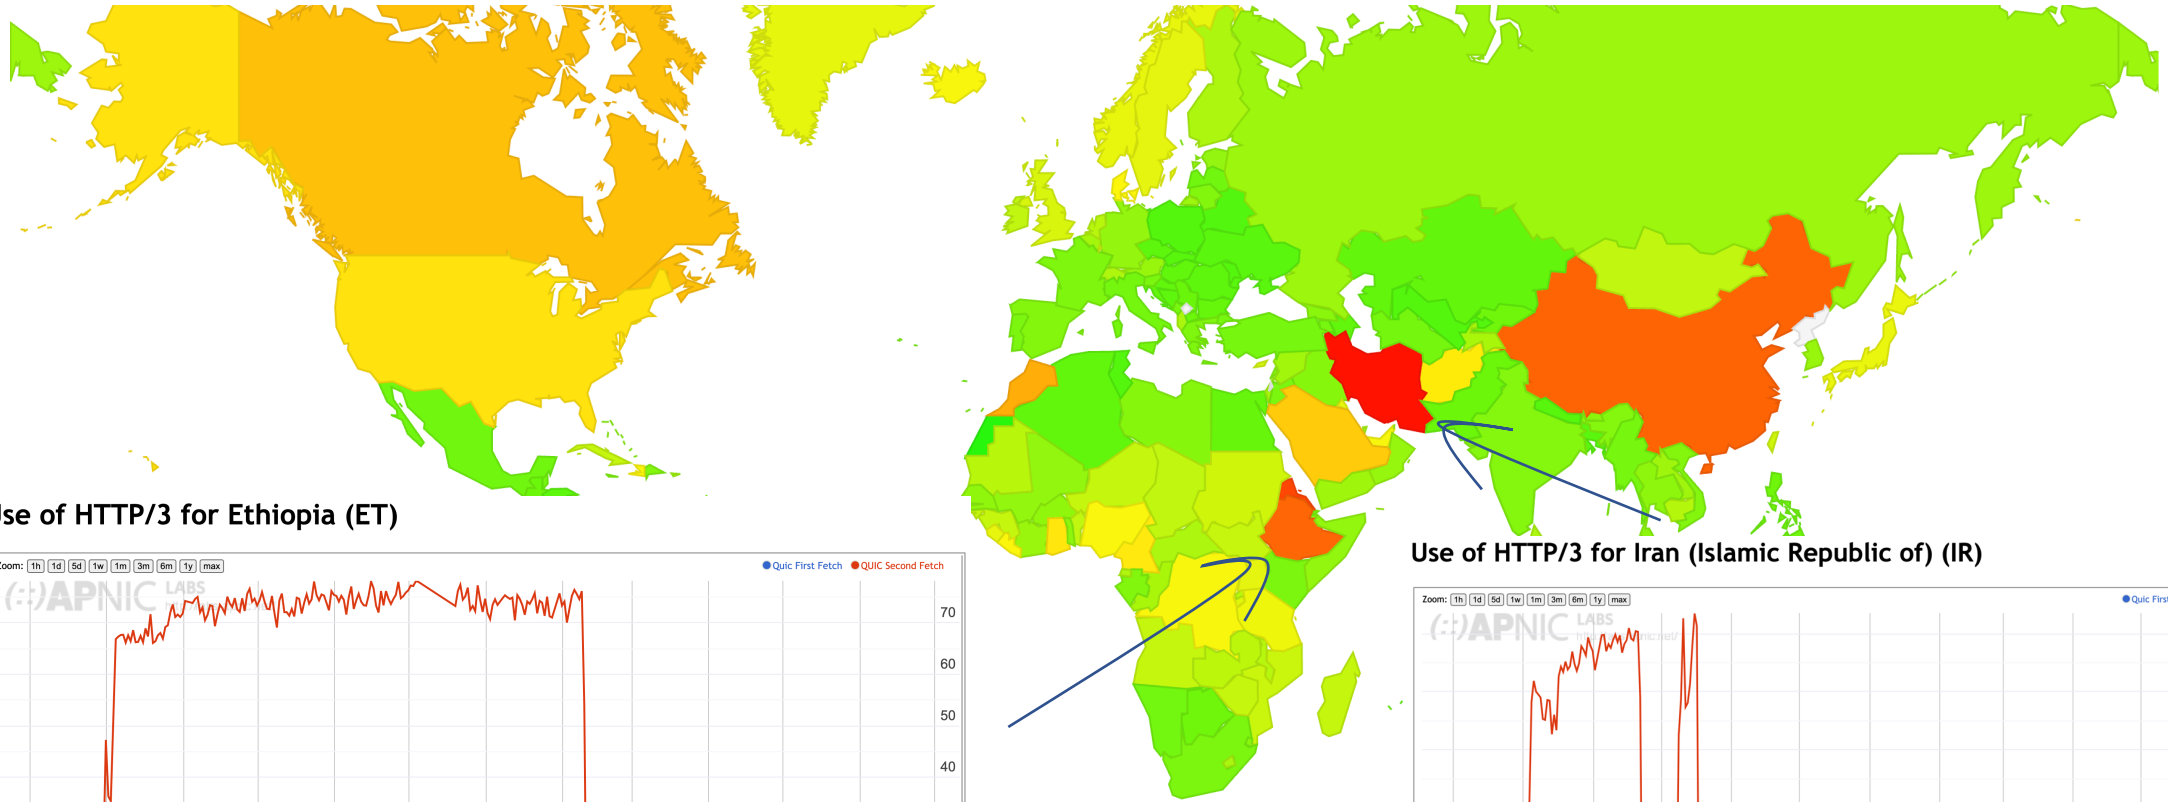 Use of HTTP/3 for Ethiopia (ET)
Zoom: 1h 1d 5d 1w 1m 3m 6m 1y max
Quic First Fetch QUIC Second Fetch
(::)APNIC LABS
70
60
50
40
Use of HTTP/3 for Iran (Islamic Republic of) (IR)
Zoom: 1h 1d 5d 1w 1m 3m 6m 1y max
Quic First
(::)APNIC LABS